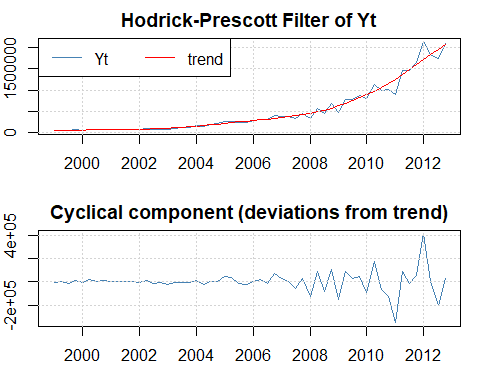 Hodrick-Prescott Filter of Yt
Yt trend
1500000
0
2000 2002 2004 2006 2008 2010 2012
Cyclical component (deviations from trend)
4e+05
-2e+05
2000 2002 2004 2006 2008 2010 2012